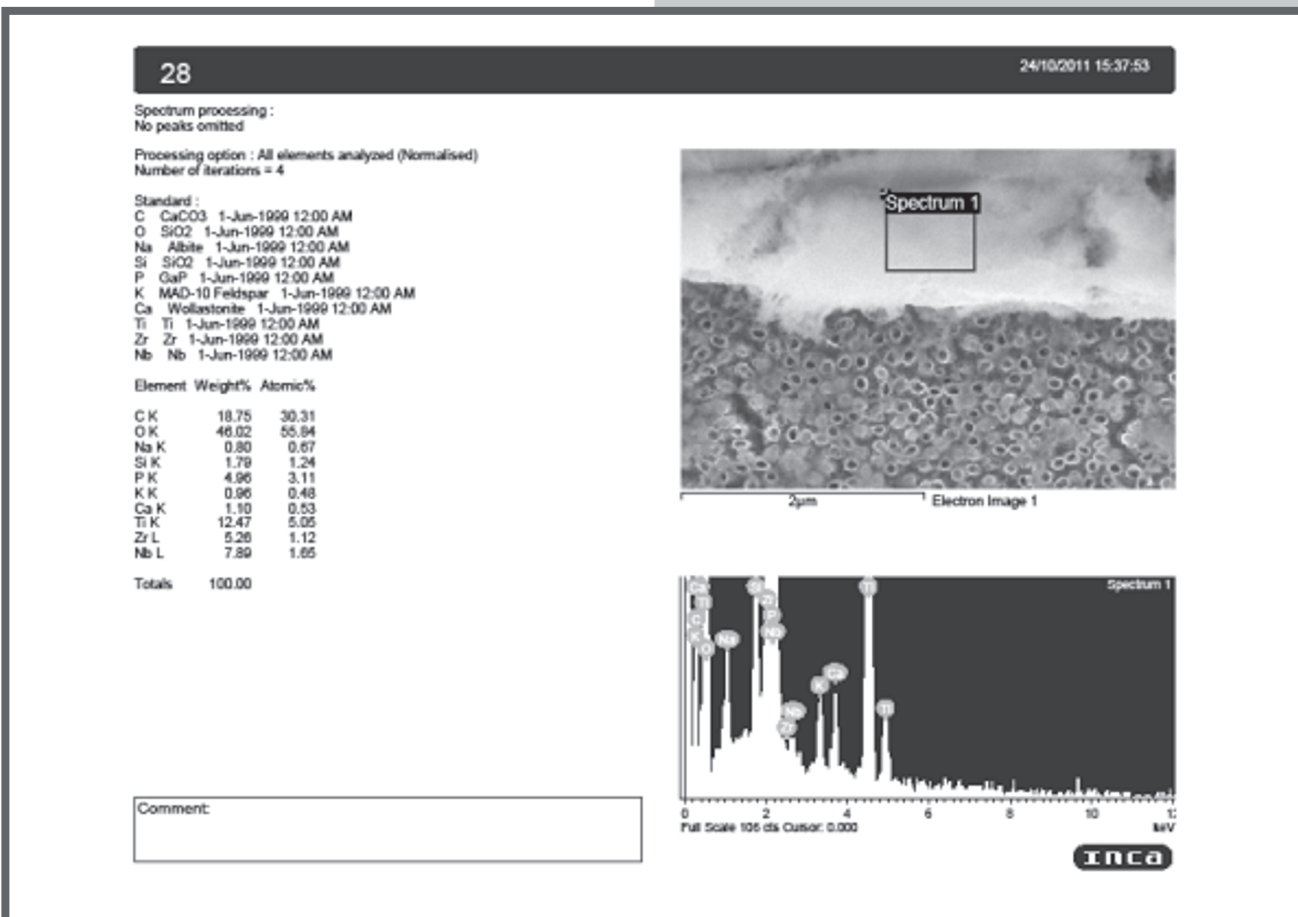 28
24/10/2011 15:37:53
Spectrum processing :
No peaks omitted
Processing option : All elements analyzed (Normalised)
Number of iterations = 4
Standard :
C CaCO3 1-Jun-1999 12:00 AM
O SiO2 1-Jun-1999 12:00 AM
Na Albite 1-Jun-1999 12:00 AM
Si SiO2 1-Jun-1999 12:00 AM
P GaP 1-Jun-1999 12:00 AM
K MAD-10 Feldspar 1-Jun-1999 12:00 AM
Ca Wollastonite 1-Jun-1999 12:00 AM
Ti Ti 1-Jun-1999 12:00 AM
Zr Zr 1-Jun-1999 12:00 AM
Nb Nb 1-Jun-1999 12:00 AM
Element Weight% Atomic%
C K 18.75 30.31
O K 46.02 55.84
Na K 0.80 0.67
Si K 1.79 1.24
P K 4.96 3.11
K K 0.96 0.48
Ca K 1.10 0.53
Ti K 12.47 5.05
Zr L 5.26 1.12
Nb L 7.89 1.65
Totals 100.00
Comment:
Spectrum 1
2µm Electron Image 1
Spectrum 1
Ca Si Ti
Ti Zr
C P
K Na Nb
O
Ca
K
Nb Ti
Zr
0 2 4 6 8 10 12
Full Scale 106 cts Cursor: 0.000 keV
INCA